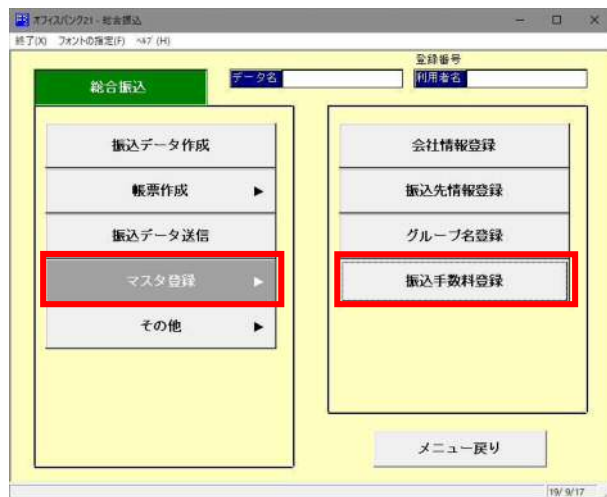 オフィスバンク21 - 総合振込
終了(X) フォントの指定(F) ヘルプ (H)
登録番号
総合振込
データ名
利用者名
振込データ作成
帳票作成 ▶
振込データ送信
マスタ登録 ▶
その他 ▶
会社情報登録
振込先情報登録
グループ名登録
振込手数料登録
メニュー戻り
19/ 9/17